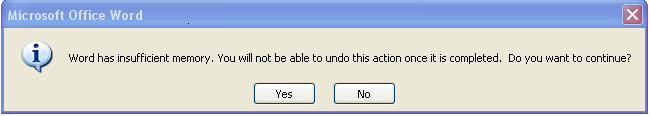 Microsoft Office Word
Word has insufficient memory. You will not be able to undo this action once it is completed.  Do you want to continue?
Yes
No